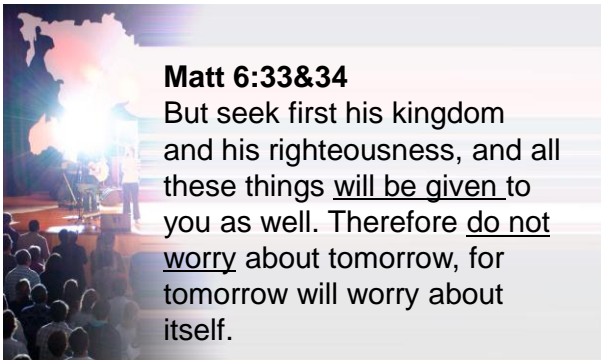 Matt 6:33&34
But seek first his kingdom
and his righteousness, and all
these things will be given to
you as well. Therefore do not
worry about tomorrow, for
tomorrow will worry about
itself.